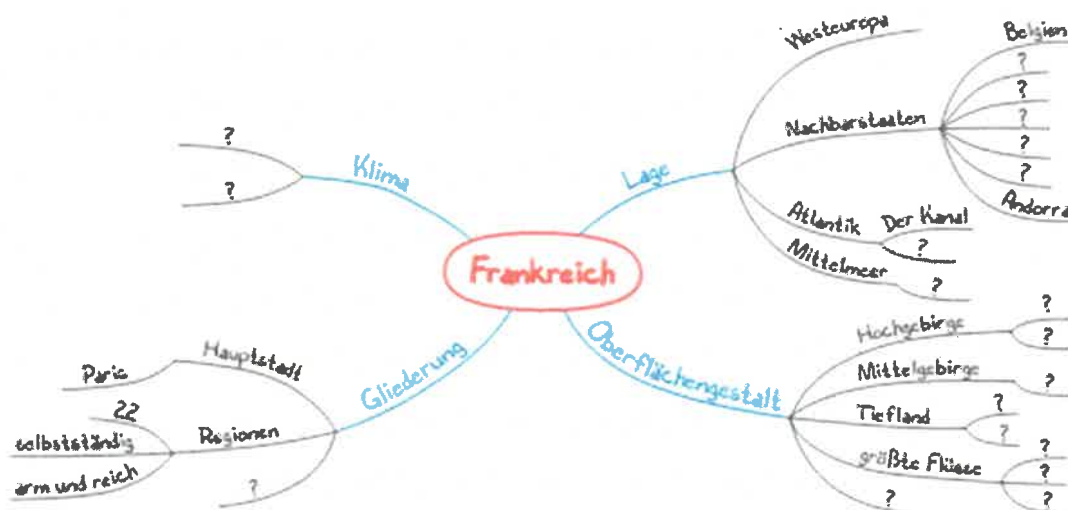 Frankreich
Lage
Westeuropa
Nachbarstaaten
Belgien
?
?
?
?
?
Andorra
Atlantik
Der Kanal
?
Mittelmeer
?
Oberflächengestalt
Hochgebirge
?
?
Mittelgebirge
?
Tiefland
?
?
größte Flüsse
?
?
?
?
Gliederung
Hauptstadt
Paris
Regionen
22
selbstständig
arm und reich
?
Klima
?
?